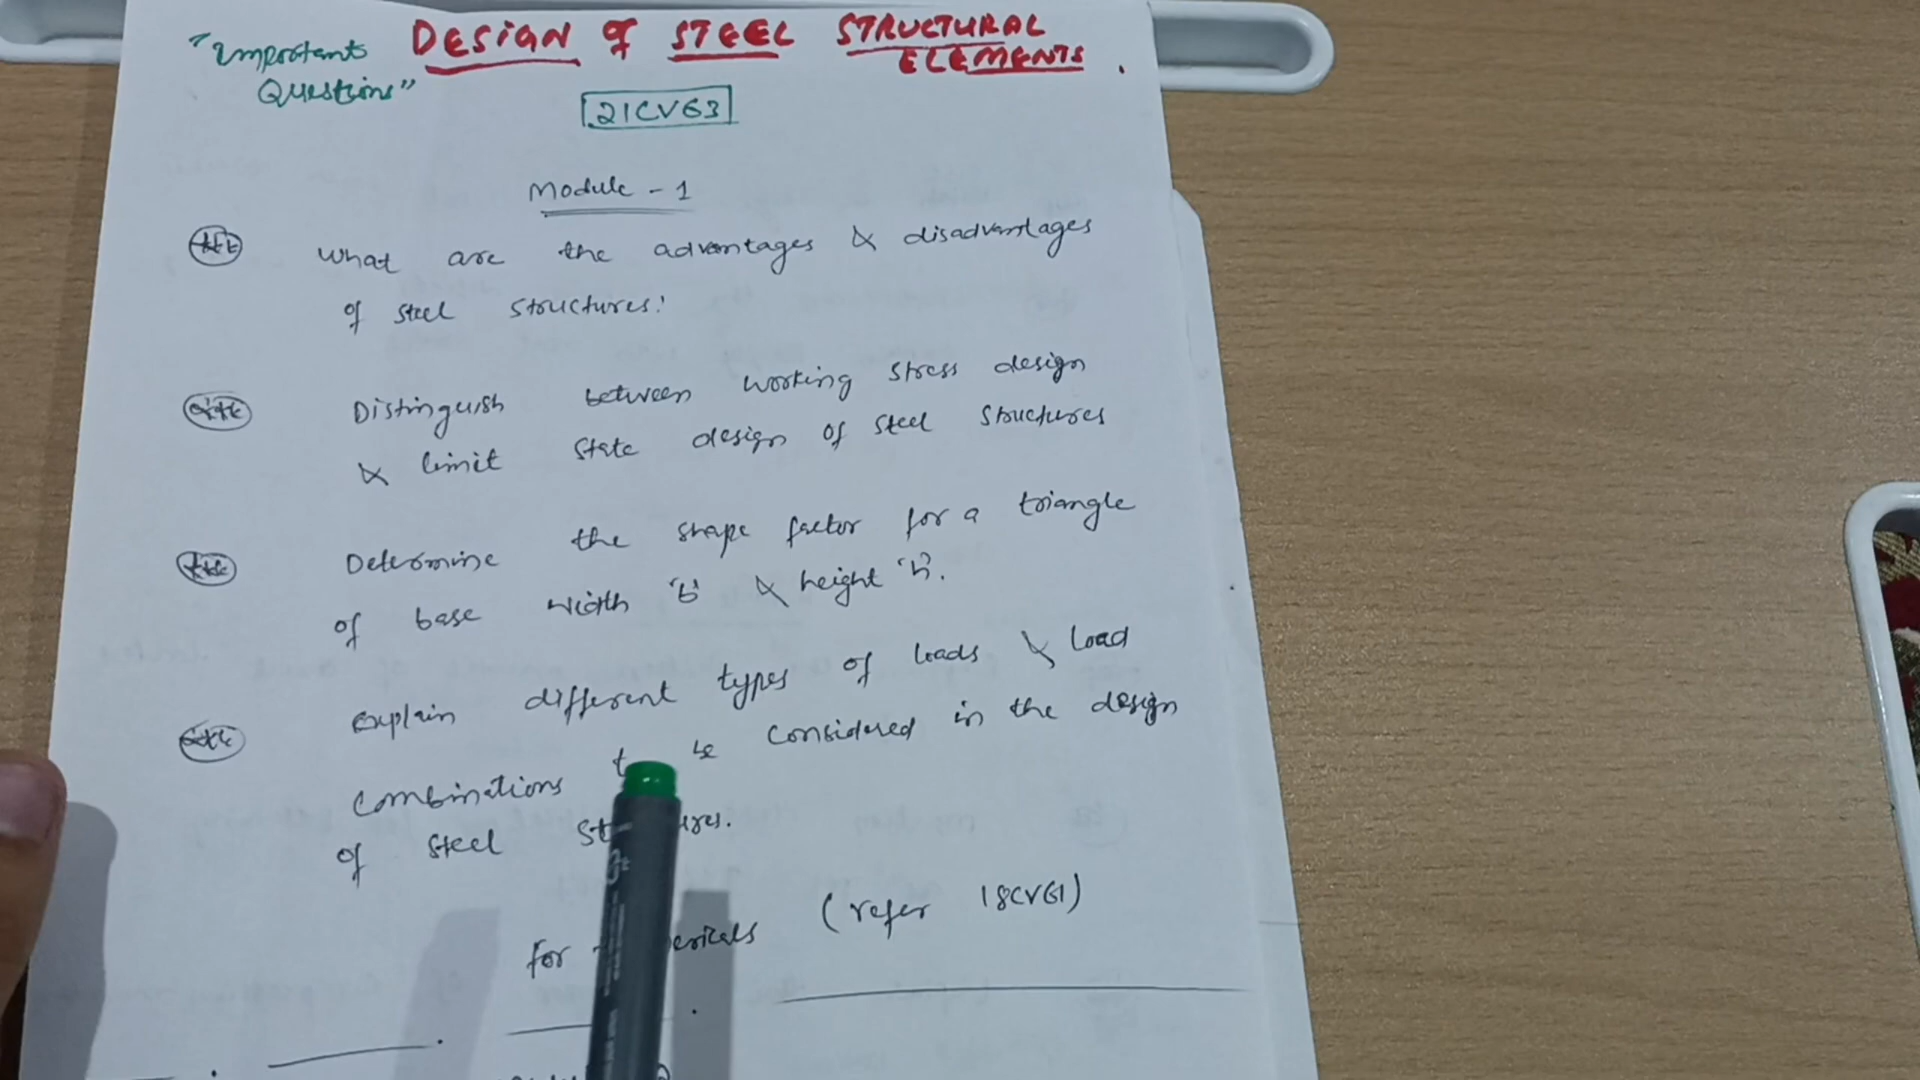 "Importants Questions"
DESIGN of STEEL STRUCTURAL ELEMENTS.
21CV63
Module - 1
What are the advantages & disadvantages
of steel structures?
Distinguish between working stress design
& limit state design of steel structures
Determine the shape factor for a triangle
of base width 'b' & height 'h'.
Explain different types of loads & load
combinations be considered in the design
of steel
for (refer 18CV61)